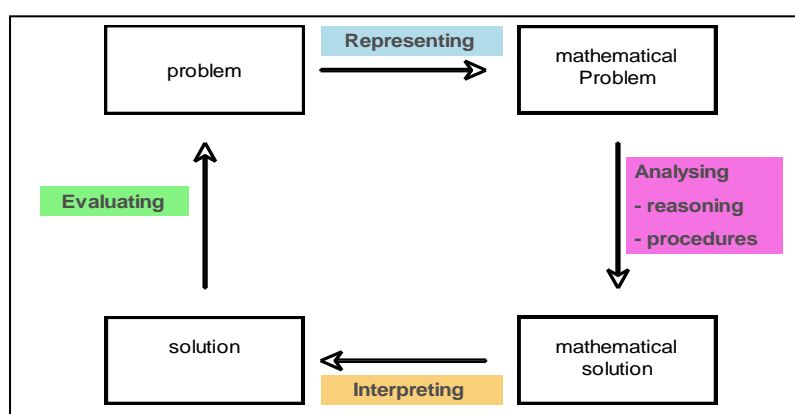 Representing
problem
mathematical
Problem
Analysing
- reasoning
- procedures
Evaluating
solution
mathematical
solution
Interpreting